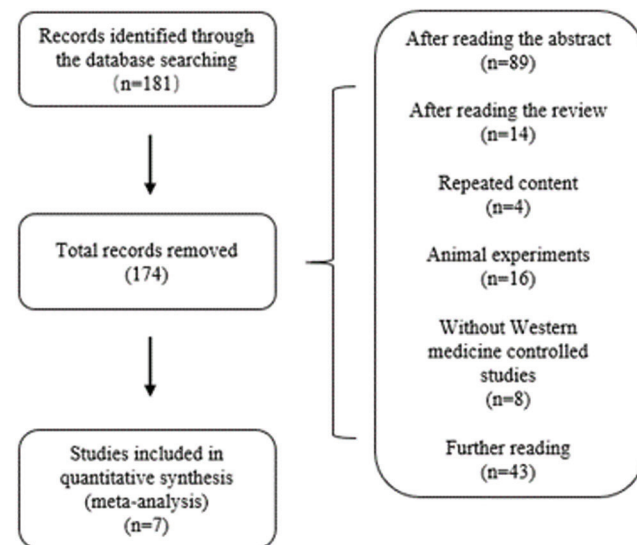 Records identified through
the database searching
(n=181)
Total records removed
(174)
Studies included in
quantitative synthesis
(meta-analysis)
(n=7)
After reading the abstract
(n=89)
After reading the review
(n=14)
Repeated content
(n=4)
Animal experiments
(n=16)
Without Western
medicine controlled
studies
(n=8)
Further reading
(n=43)